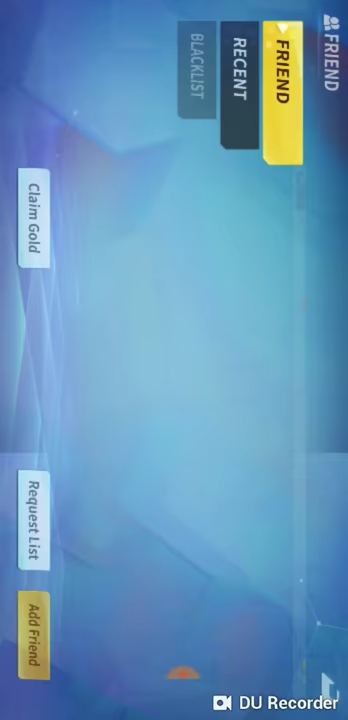 FRIEND
FRIEND
RECENT
BLACKLIST
Claim Gold
Request List
Add Friend
DU Recorder